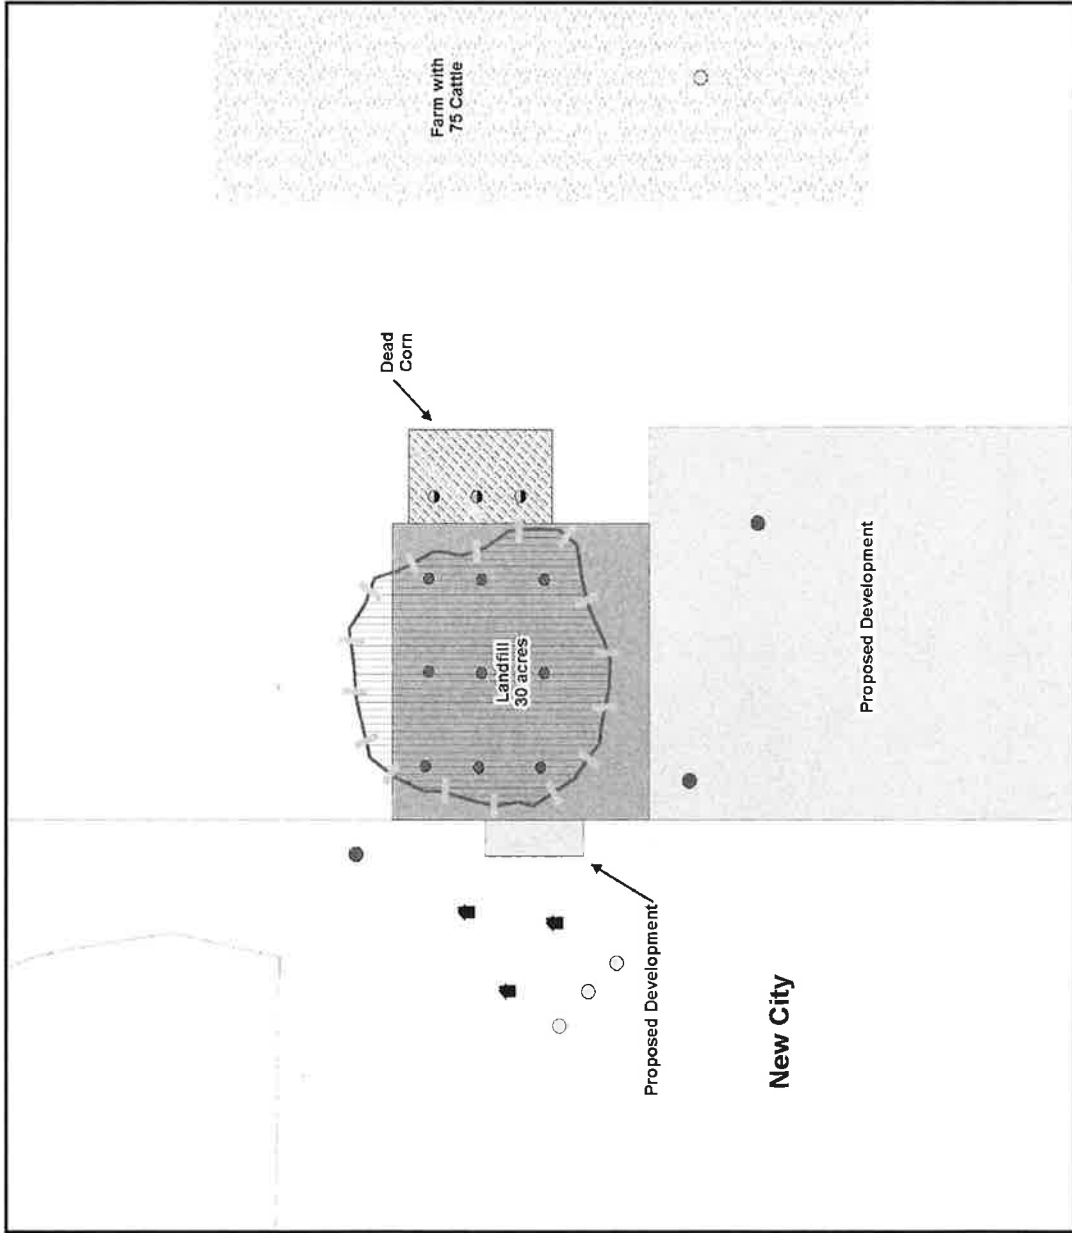 Farm with
75 Cattle
Dead
Corn
Landfill
30 acres
Proposed Development
Proposed Development
New City